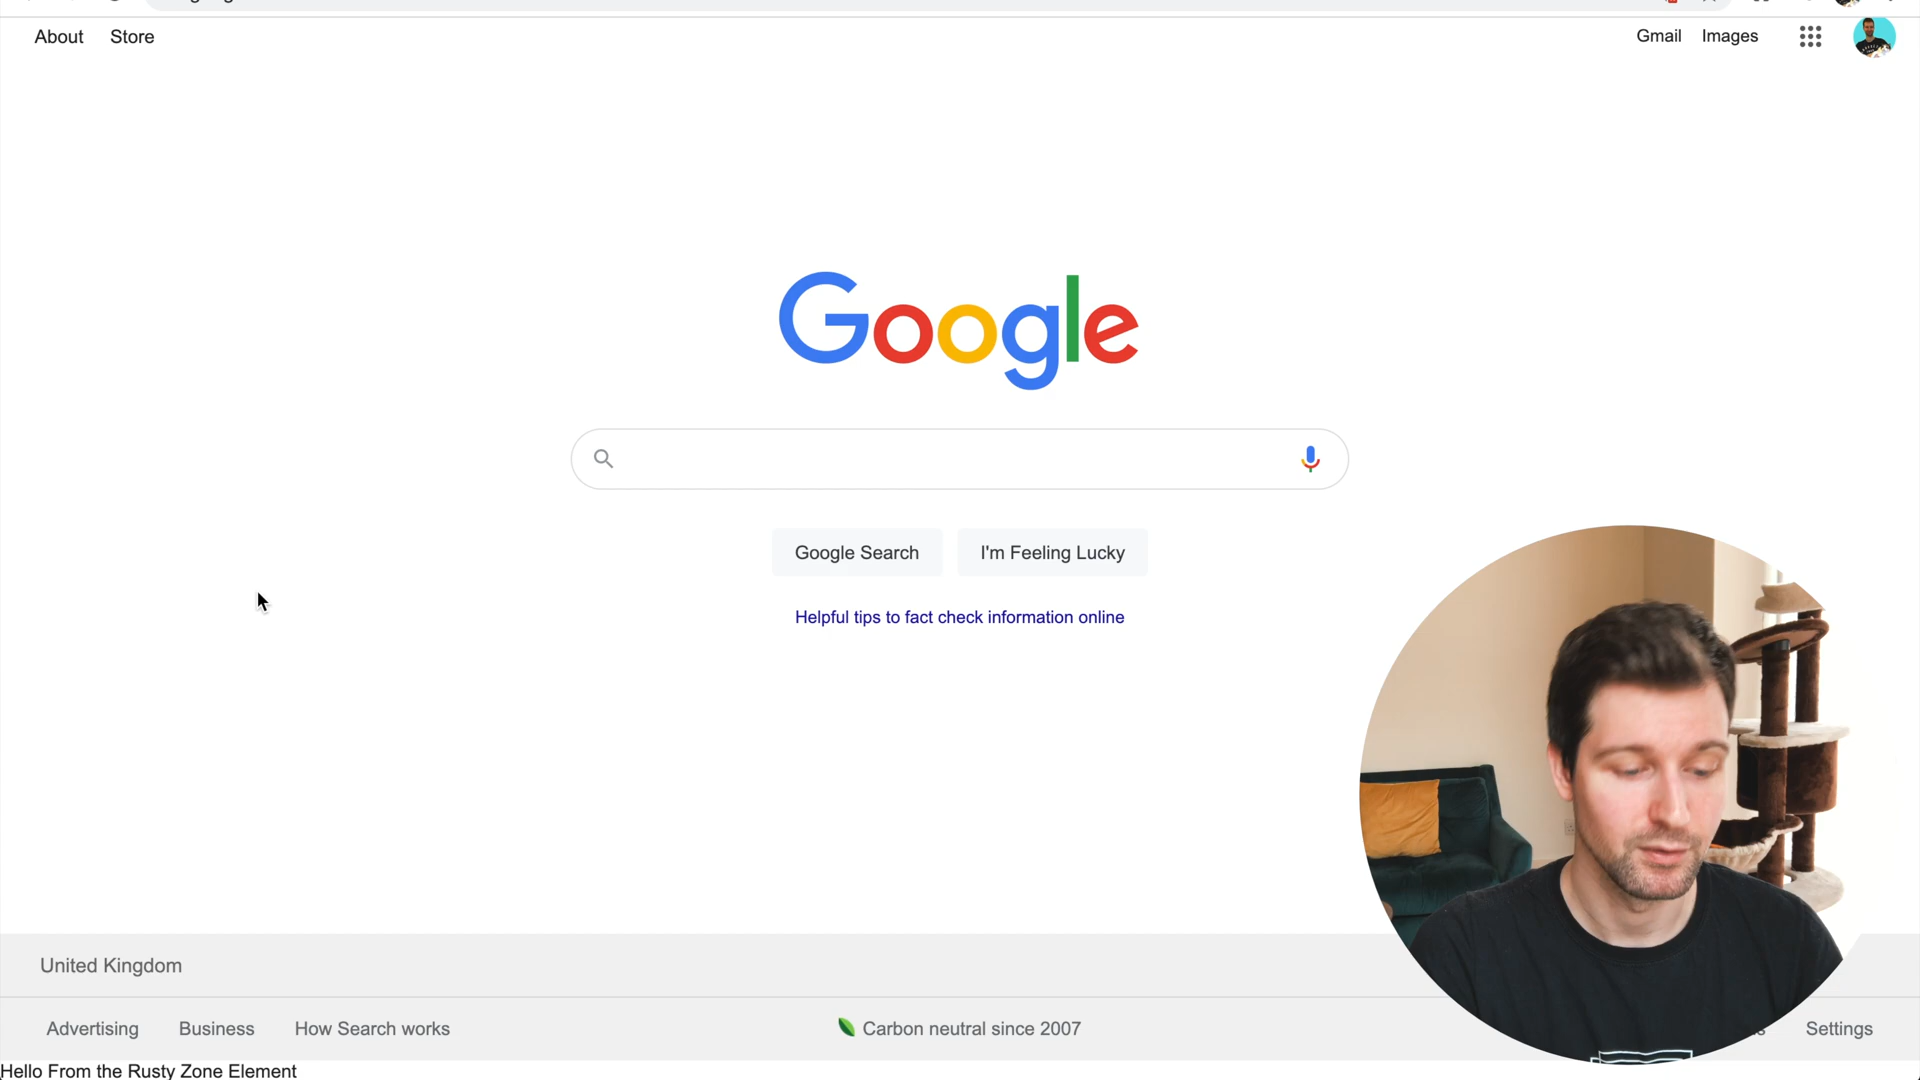 About Store
Gmail Images
Google
Google Search I'm Feeling Lucky
Helpful tips to fact check information online
United Kingdom
Advertising Business How Search works
Carbon neutral since 2007
Settings
Hello From the Rusty Zone Element